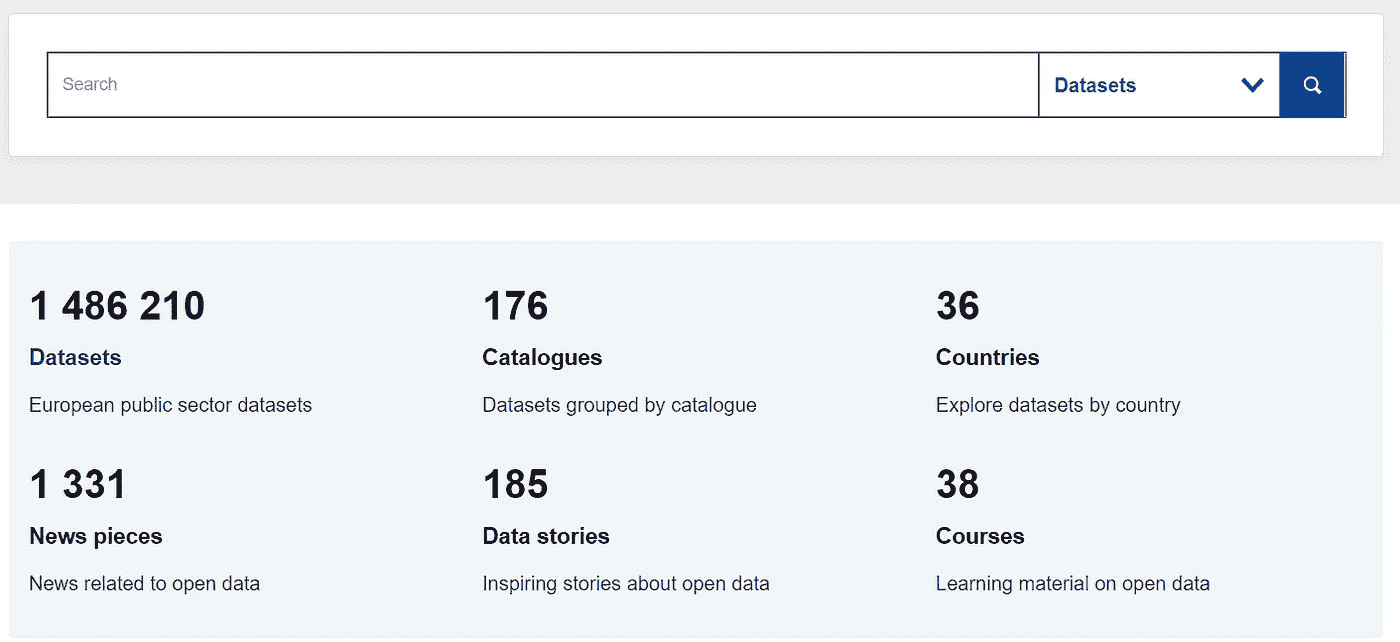 Search
Datasets
1 486 210
Datasets
European public sector datasets
176
Catalogues
Datasets grouped by catalogue
36
Countries
Explore datasets by country
1 331
News pieces
News related to open data
185
Data stories
Inspiring stories about open data
38
Courses
Learning material on open data